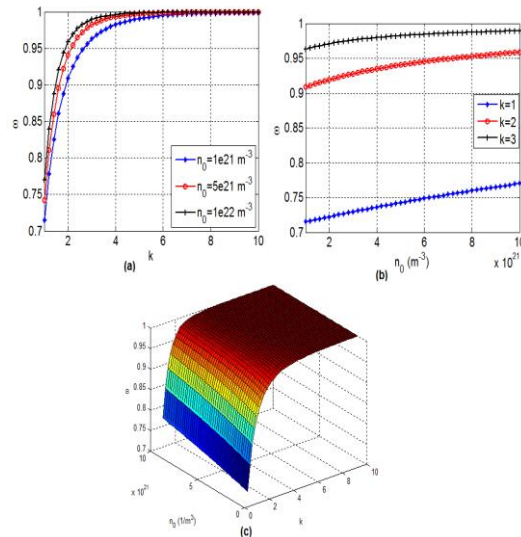 1
0.95
0.9
0.85
0.8
0.75
0.7
ω
2
4
6
8
10
k
(a)
n0=1e21 m-3
n0=5e21 m-3
n0=1e22 m-3
1
0.95
0.9
0.85
0.8
0.75
0.7
ω
k=1
k=2
k=3
2
4
6
8
10
n0 (m-3)
x 10^21
(b)
1
0.95
0.9
0.85
0.8
0.75
0.7
ω
10
5
0
x 10^21
n0 (1/m3)
0
2
4
6
8
10
k
(c)